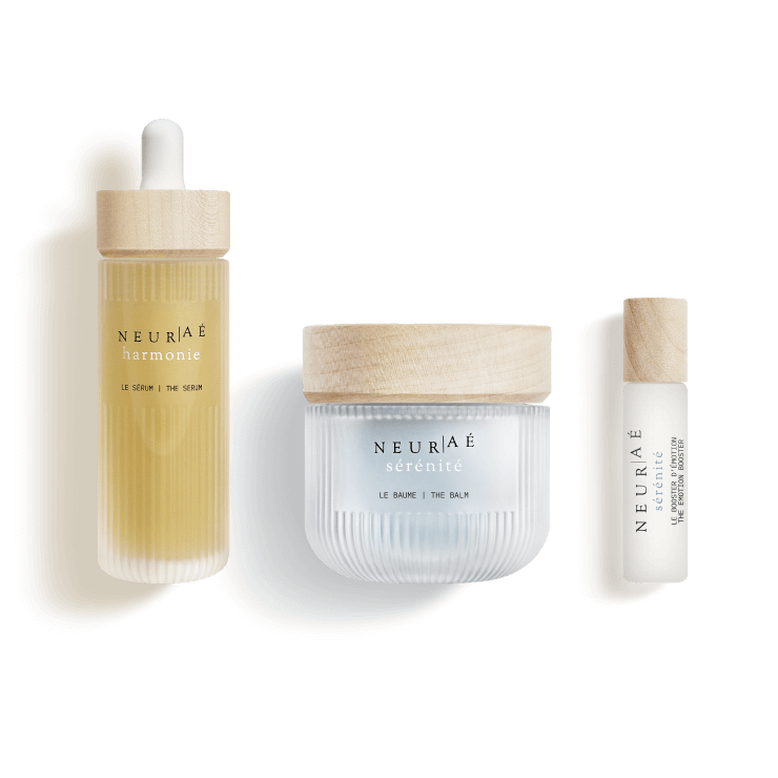 NEUR|AÉ
harmonie
LE SÉRUM | THE SERUM
NEUR|AÉ
sérénité
LE BAUME | THE BALM
NEUR|AÉ
sérénité
LE BOOSTER D'ÉMOTION
THE EMOTION BOOSTER